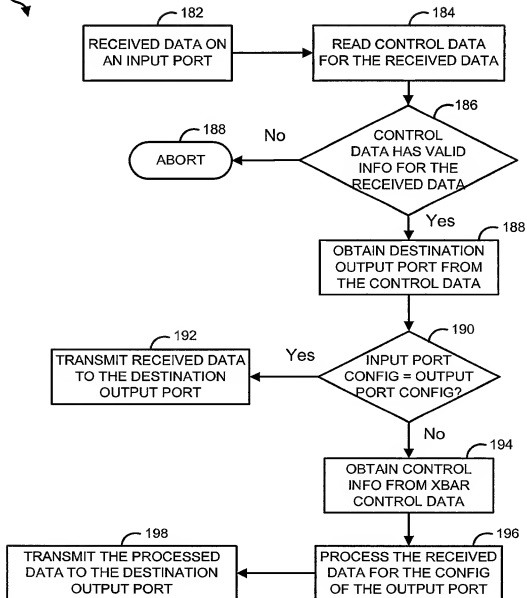 182
184
RECEIVED DATA ON
AN INPUT PORT
READ CONTROL DATA
FOR THE RECEIVED DATA
186
188
No
CONTROL
DATA HAS VALID
INFO FOR THE
RECEIVED DATA
ABORT
Yes
188
OBTAIN DESTINATION
OUTPUT PORT FROM
THE CONTROL DATA
190
192
Yes
INPUT PORT
CONFIG = OUTPUT
PORT CONFIG?
TRANSMIT RECEIVED DATA
TO THE DESTINATION
OUTPUT PORT
No
194
OBTAIN CONTROL
INFO FROM XBAR
CONTROL DATA
198
196
TRANSMIT THE PROCESSED
DATA TO THE DESTINATION
OUTPUT PORT
PROCESS THE RECEIVED
DATA FOR THE CONFIG
OF THE OUTPUT PORT